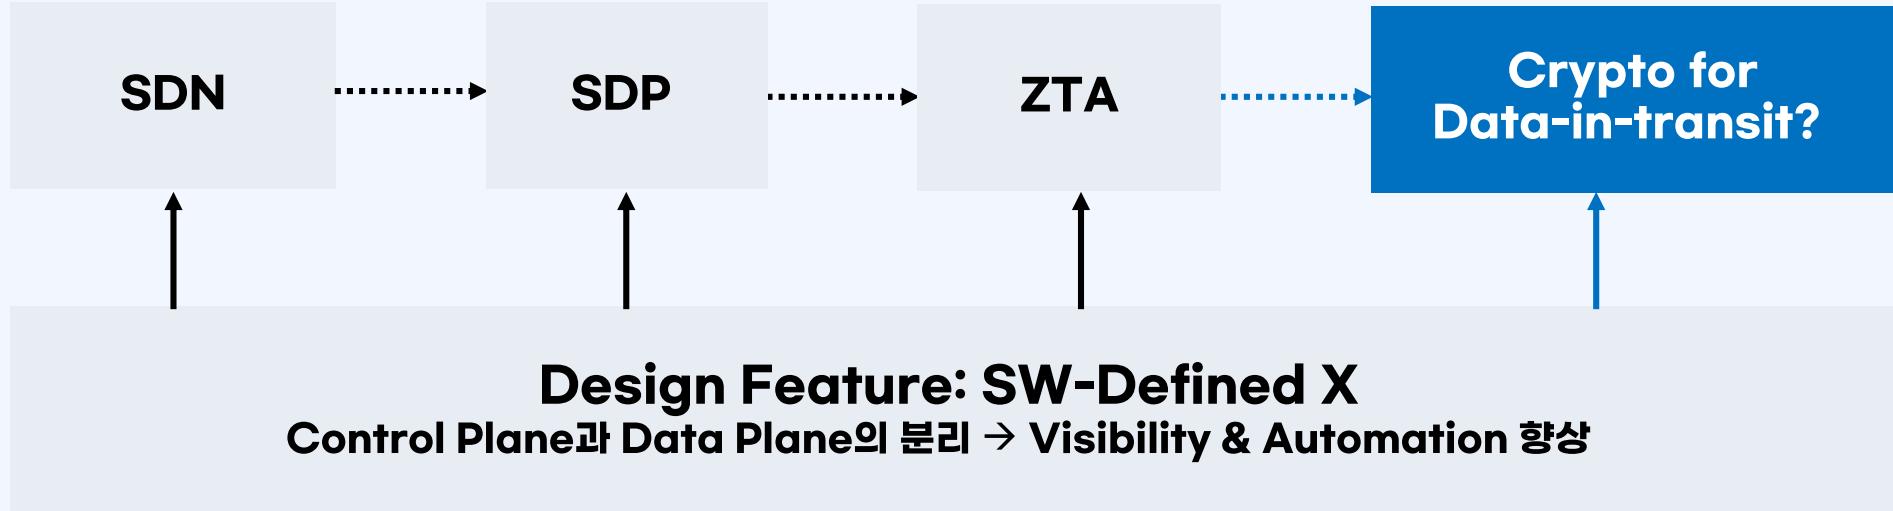 SDN
SDP
ZTA
Crypto for
Data-in-transit?
Design Feature: SW-Defined X
Control Plane과 Data Plane의 분리 → Visibility & Automation 향상